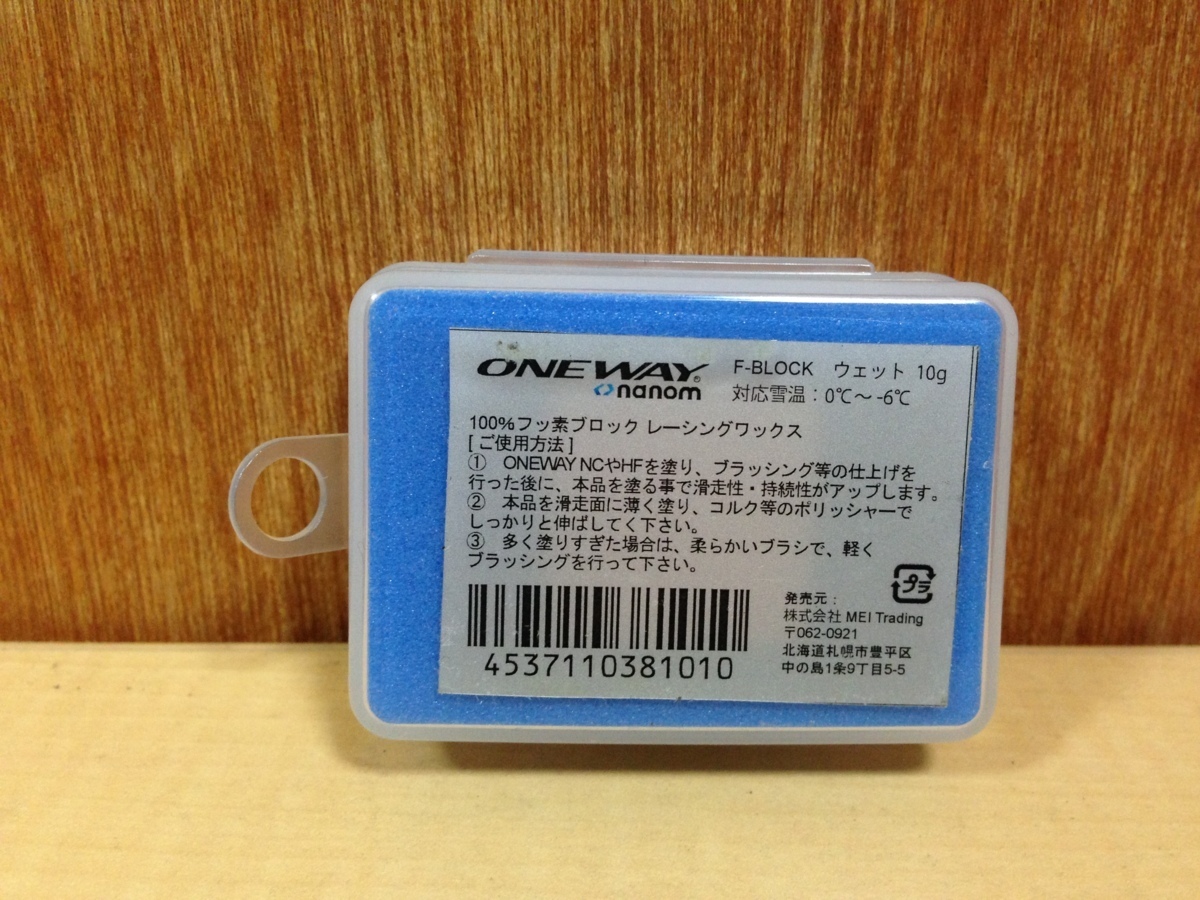 ONE WAY®
nanom
F-BLOCK ウェット 10g
対応雪温：0℃～-6℃
100%フッ素ブロック レーシングワックス
[ご使用方法]
① ONEWAY NCやHFを塗り、ブラッシング等の仕上げを
行った後に、本品を塗る事で滑走性・持続性がアップします。
② 本品を滑走面に薄く塗り、コルク等のポリッシャーで
しっかりと伸ばしてく下さい。
③ 多く塗りすぎた場合は、柔らかいブラシで、軽く
ブラッシングを行って下さい。
プラ
4537110381010
発売元：
株式会社 MEI Trading
〒062-0921
北海道札幌市豊平区
中の島1条9丁目5-5